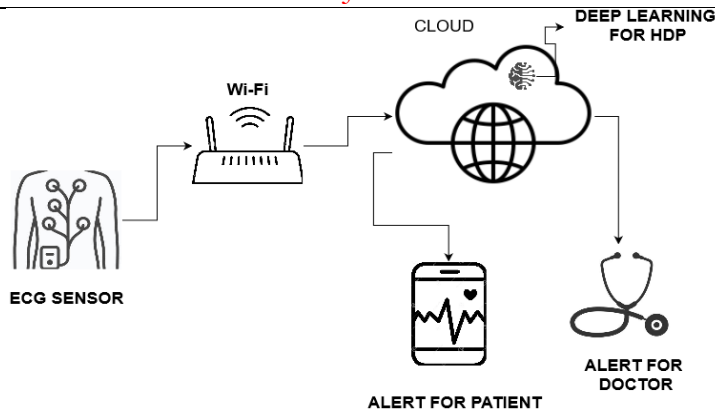 CLOUD
DEEP LEARNING
FOR HDP
Wi-Fi
ECG SENSOR
ALERT FOR
DOCTOR
ALERT FOR PATIENT